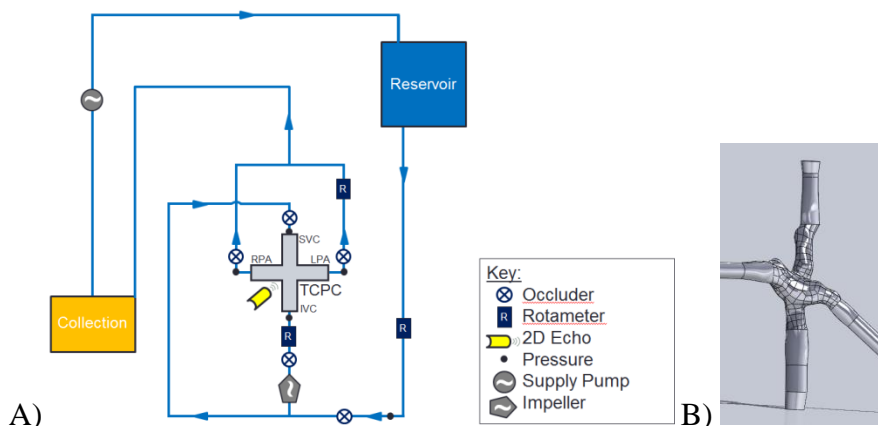 Reservoir
R
SVC
RPA
LPA
TCPC
IVC
R
R
Collection
Key:
Occluder
R Rotameter
2D Echo
Pressure
Supply Pump
Impeller
A)
B)